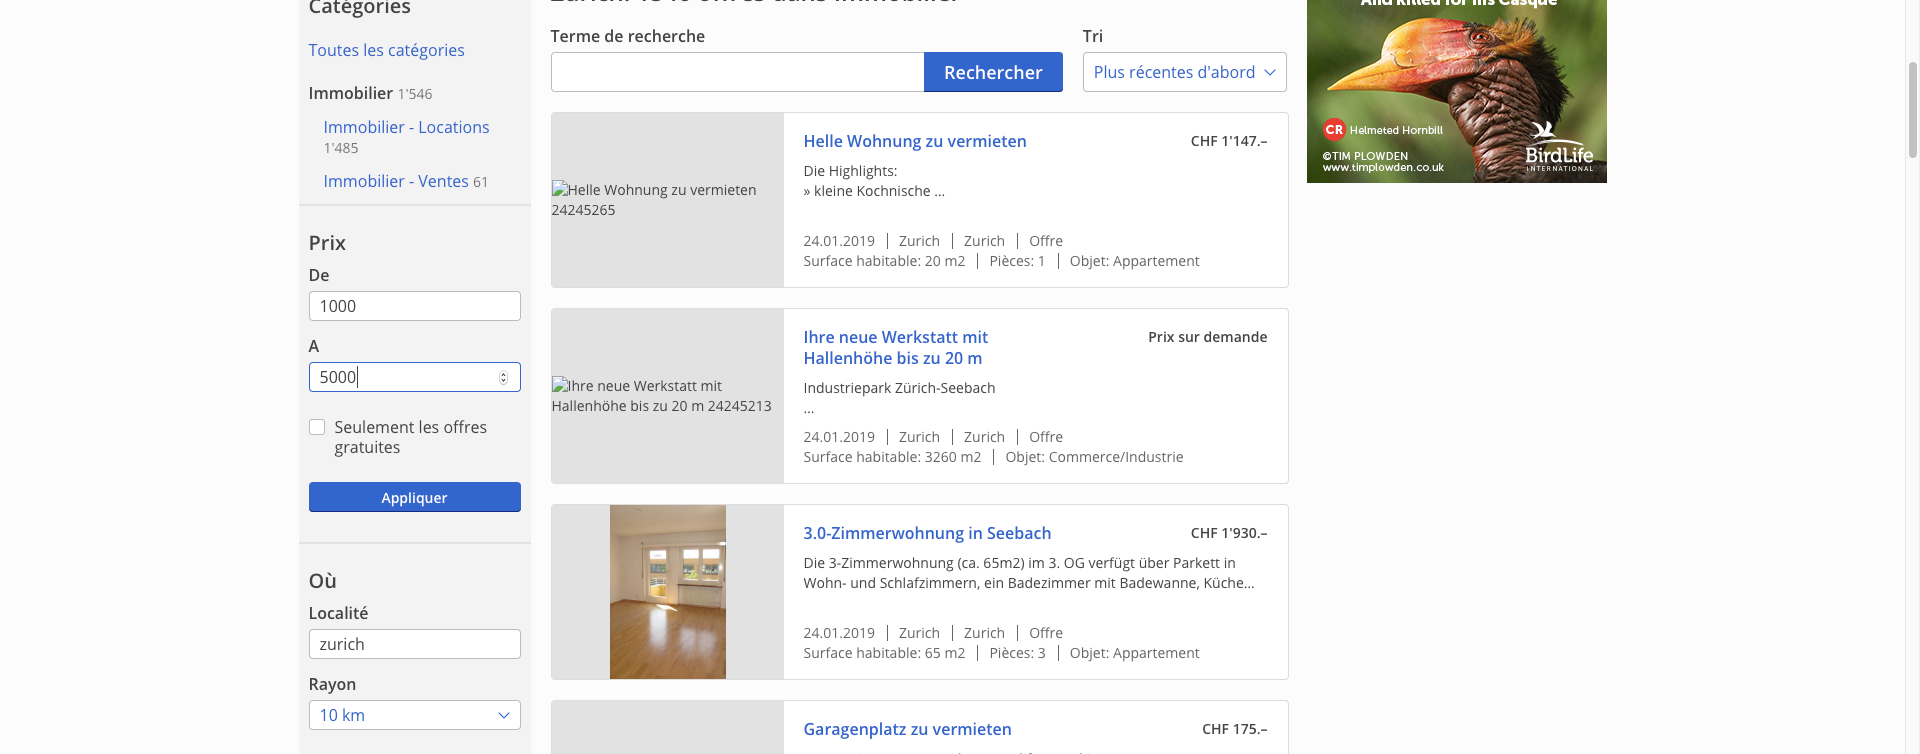 Catégories
Toutes les catégories
Immobilier 1'546
Immobilier - Locations
1'485
Immobilier - Ventes 61
Prix
De
1000
A
5000
Seulement les offres
gratuites
Appliquer
Où
Localité
zurich
Rayon
10 km
Terme de recherche
Rechercher
Tri
Plus récentes d'abord
Helle Wohnung zu vermieten
24245265
Helle Wohnung zu vermieten
CHF 1'147.–
Die Highlights:
» kleine Kochnische ...
24.01.2019 | Zurich | Zurich | Offre
Surface habitable: 20 m2 | Pièces: 1 | Objet: Appartement
Ihre neue Werkstatt mit
Hallenhöhe bis zu 20 m 24245213
Ihre neue Werkstatt mit
Hallenhöhe bis zu 20 m
Prix sur demande
Industriepark Zürich-Seebach
...
24.01.2019 | Zurich | Zurich | Offre
Surface habitable: 3260 m2 | Objet: Commerce/Industrie
3.0-Zimmerwohnung in Seebach
CHF 1'930.–
Die 3-Zimmerwohnung (ca. 65m2) im 3. OG verfügt über Parkett in
Wohn- und Schlafzimmern, ein Badezimmer mit Badewanne, Küche...
24.01.2019 | Zurich | Zurich | Offre
Surface habitable: 65 m2 | Pièces: 3 | Objet: Appartement
Garagenplatz zu vermieten
CHF 175.–
And Killed for his Casque
CR Helmeted Hornbill
©TIM PLOWDEN
www.timplowden.co.uk
BirdLife
INTERNATIONAL